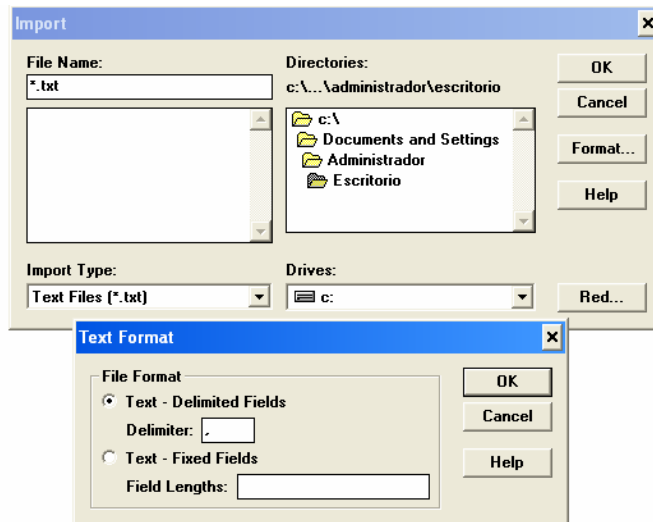 Import
File Name:
*.txt
Directories:
c:\...\administrador\escritorio
c:\
Documents and Settings
Administrador
Escritorio
OK
Cancel
Format...
Help
Import Type:
Text Files (*.txt)
Drives:
c:
Red...
Text Format
File Format
Text - Delimited Fields
Delimiter: ,
Text - Fixed Fields
Field Lengths:
OK
Cancel
Help